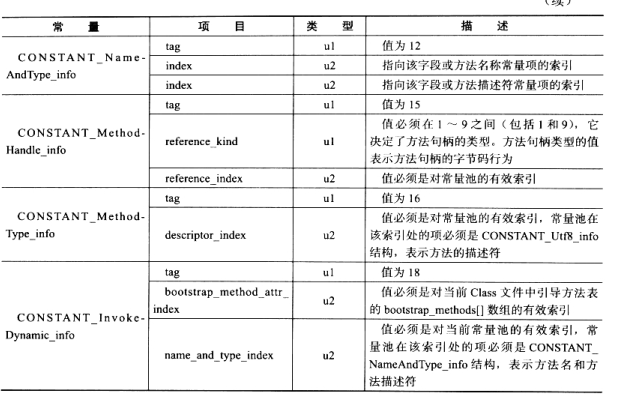 （续）
常 量 项 目 类 型 描 述
CONSTANT_Name-
AndType_info
tag u1 值为 12
index u2 指向该字段或方法名称常量项的索引
index u2 指向该字段或方法描述符常量项的索引
CONSTANT_Method-
Handle_info
tag u1 值为 15
reference_kind u1 值必须在 1 ～ 9 之间（包括 1 和 9），它
决定了方法句柄的类型。方法句柄类型的值
表示方法句柄的字节码行为
reference_index u2 值必须是对常量池的有效索引
CONSTANT_Method-
Type_info
tag u1 值为 16
descriptor_index u2 值必须是对常量池的有效索引，常量池在
该索引处的项必须是 CONSTANT_Utf8_info
结构，表示方法的描述符
CONSTANT_Invoke-
Dynamic_info
tag u1 值为 18
bootstrap_method_attr_
index u2 值必须是对当前 Class 文件中引导方法表
的 bootstrap_methods[] 数组的有效索引
name_and_type_index u2 值必须是对当前常量池的有效索引，常
量池在该索引处的项必须是 CONSTANT_
NameAndType_info 结构，表示方法名和方
法描述符